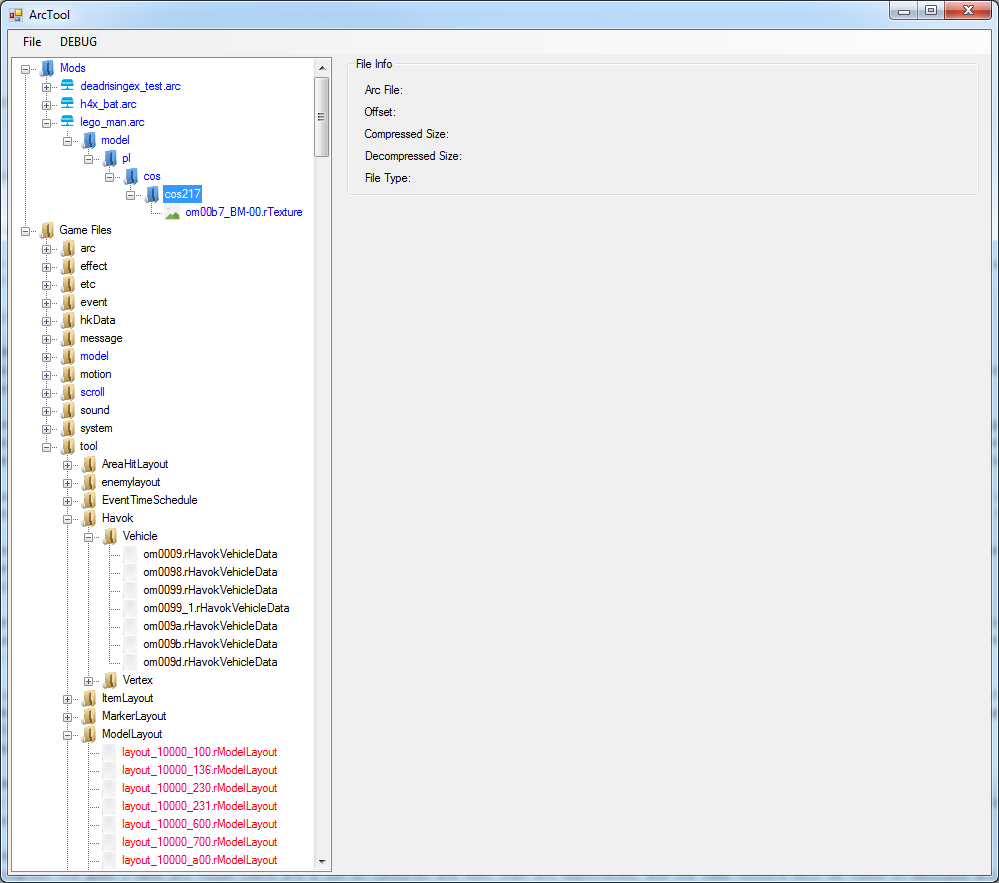 ArcTool
File DEBUG
Mods
deadrisingex_test.arc
h4x_bat.arc
lego_man.arc
model
pl
cos
cos217
om00b7_BM-00.rTexture
Game Files
arc
effect
etc
event
hkData
message
model
motion
scroll
sound
system
tool
AreaHitLayout
enemylayout
EventTimeSchedule
Havok
Vehicle
om0009.rHavokVehicleData
om0098.rHavokVehicleData
om0099.rHavokVehicleData
om0099_1.rHavokVehicleData
om009a.rHavokVehicleData
om009b.rHavokVehicleData
om009d.rHavokVehicleData
Vertex
ItemLayout
MarkerLayout
ModelLayout
layout_10000_100.rModelLayout
layout_10000_136.rModelLayout
layout_10000_230.rModelLayout
layout_10000_231.rModelLayout
layout_10000_600.rModelLayout
layout_10000_700.rModelLayout
layout_10000_a00.rModelLayout
File Info
Arc File:
Offset:
Compressed Size:
Decompressed Size:
File Type: